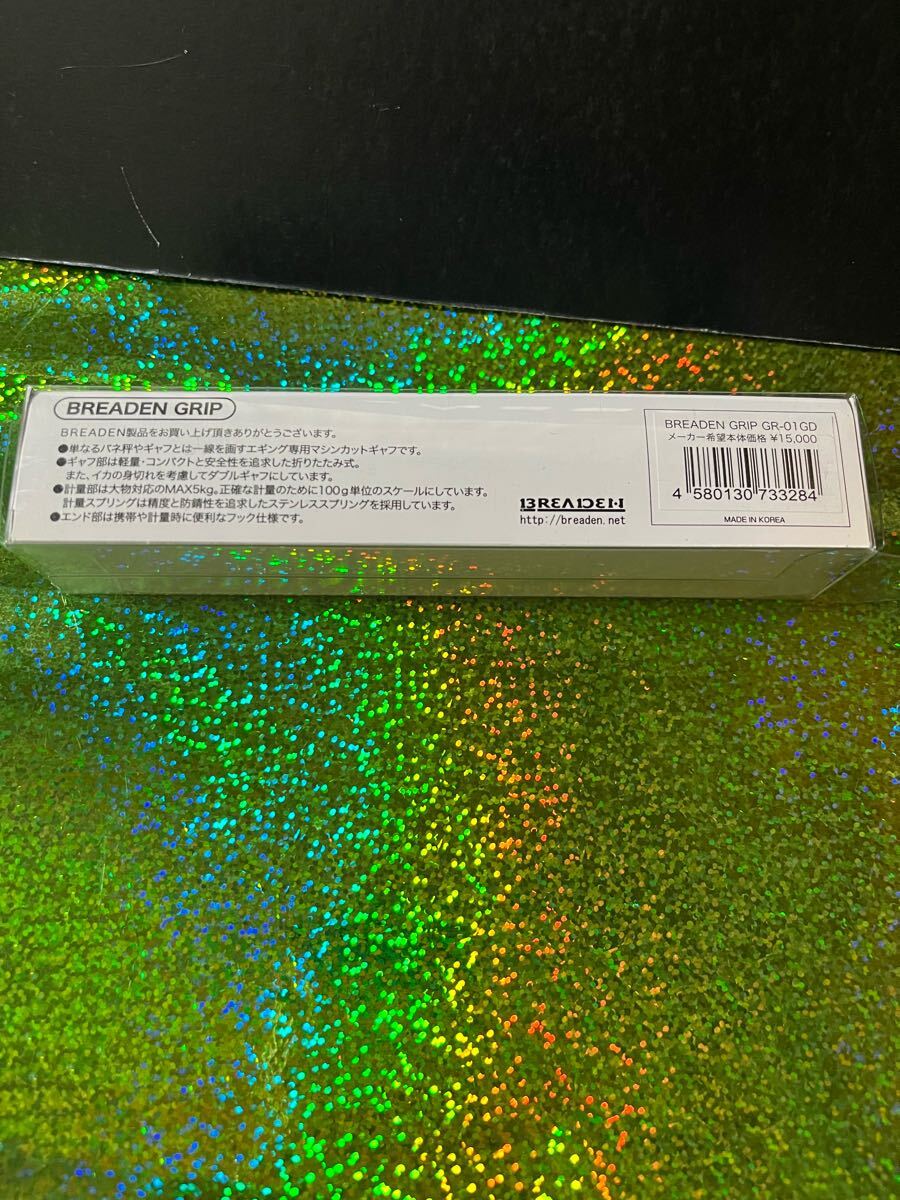 BREADEN GRIP
BREADEN製品をお買い上げ頂きありがとうございます。
●単なるバネ秤やギャフとは一線を画すエギング専用マシンカットギャフです。
●ギャフ部は軽量・コンパクトと安全性を追求した折りたたみ式。
また、イカの身切れを考慮してダブルギャフにしています。
●計量部は大物対応のMAX5kg。正確な計量のために100g単位のスケールにしています。
計量スプリングは精度と防錆性を追求したステンレススプリングを採用しています。
●エンド部は携帯や計量時に便利なフック仕様です。
BREADEN
http://breaden.net
BREADEN GRIP GR-01GD
メーカー希望本体価格 ¥15,000
4 580130 733284
MADE IN KOREA